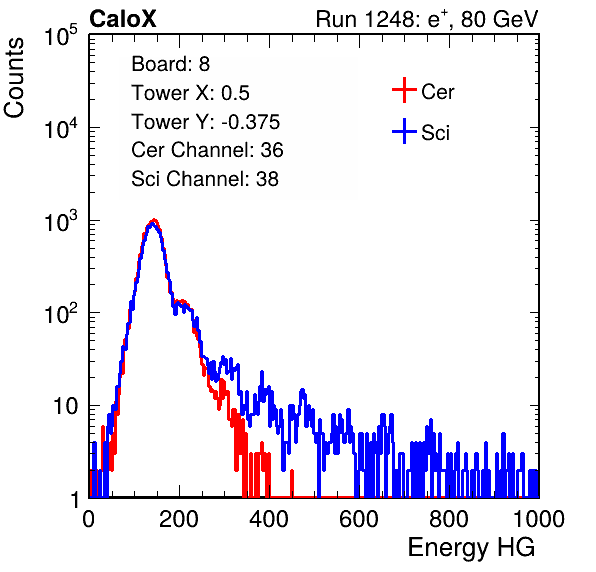 CaloX Run 1248: e⁺, 80 GeV
Counts
Board: 8
Tower X: 0.5
Tower Y: -0.375
Cer Channel: 36
Sci Channel: 38
Cer
Sci
10⁵
10⁴
10³
10²
10
1
0 200 400 600 800 1000
Energy HG